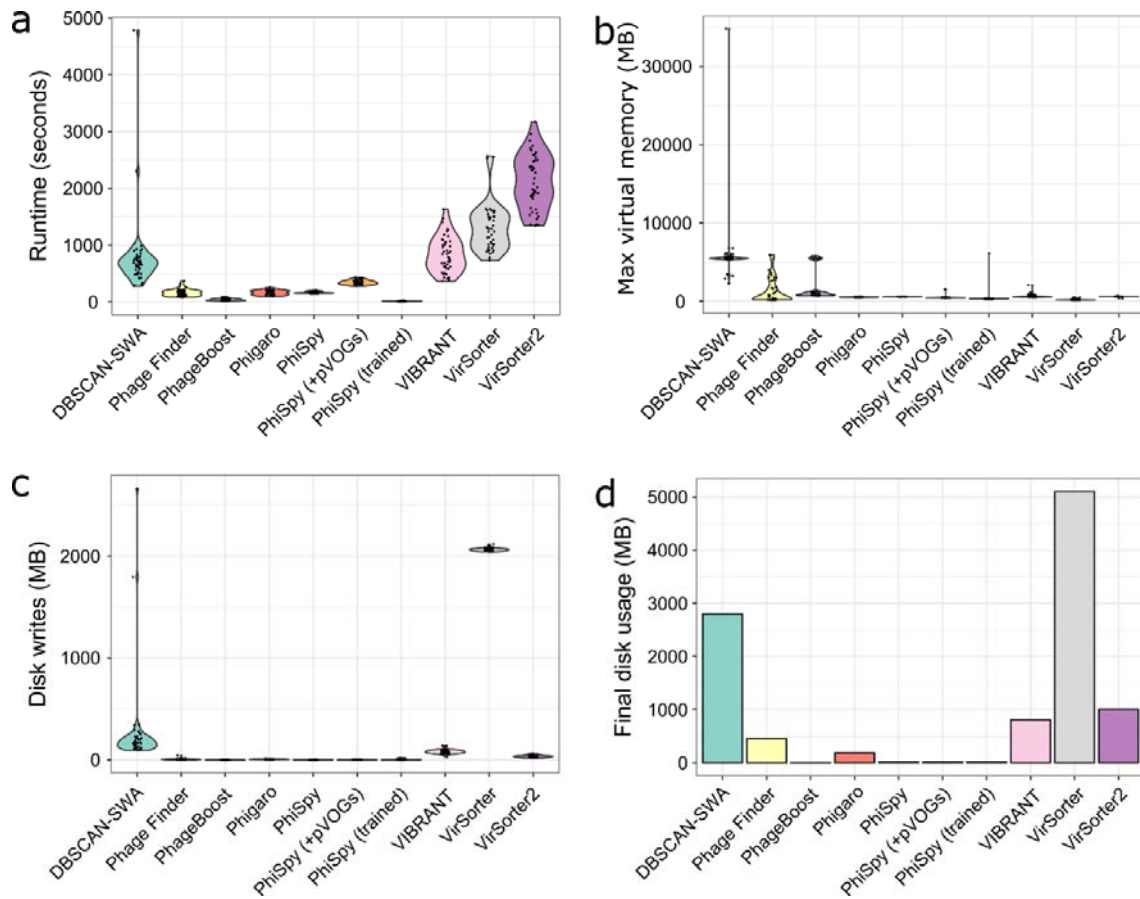 a
Runtime (seconds)
5000
4000
3000
2000
1000
0
DBSCAN-SWA
Phage Finder
PhageBoost
Phigaro
PhiSpy
PhiSpy (+pVOGs)
PhiSpy (trained)
VIBRANT
VirSorter
VirSorter2
b
Max virtual memory (MB)
30000
20000
10000
0
DBSCAN-SWA
Phage Finder
PhageBoost
Phigaro
PhiSpy
PhiSpy (+pVOGs)
PhiSpy (trained)
VIBRANT
VirSorter
VirSorter2
c
Disk writes (MB)
2000
1000
0
DBSCAN-SWA
Phage Finder
PhageBoost
Phigaro
PhiSpy
PhiSpy (+pVOGs)
PhiSpy (trained)
VIBRANT
VirSorter
VirSorter2
d
Final disk usage (MB)
5000
4000
3000
2000
1000
0
DBSCAN-SWA
Phage Finder
PhageBoost
Phigaro
PhiSpy
PhiSpy (+pVOGs)
PhiSpy (trained)
VIBRANT
VirSorter
VirSorter2